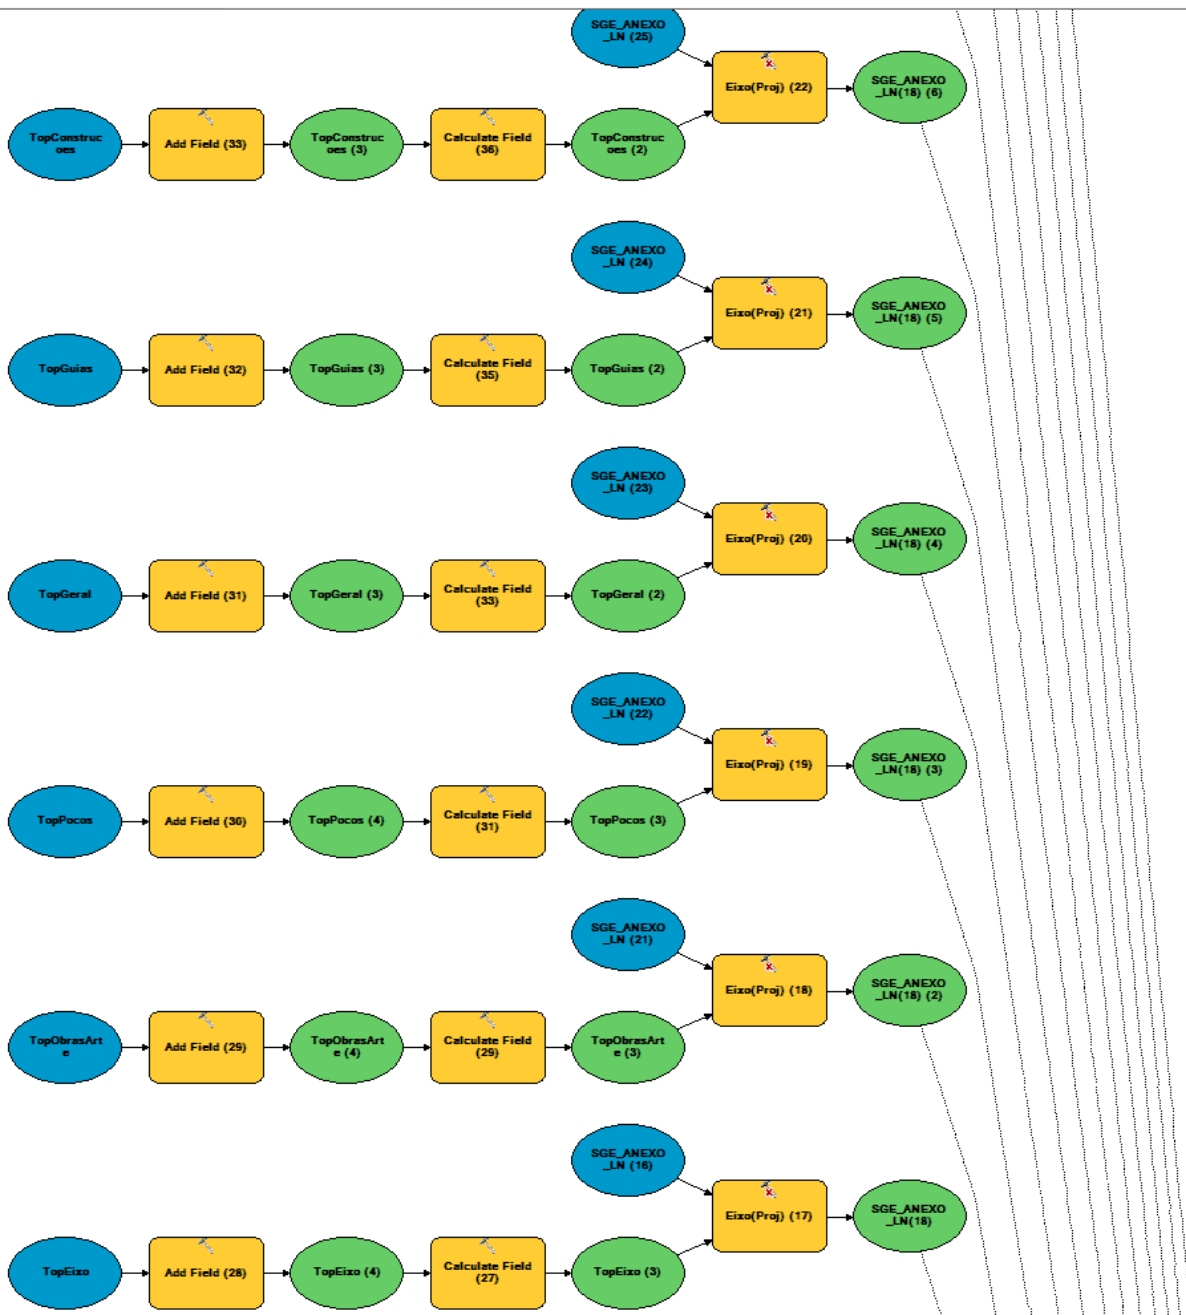 SGE_ANEXO
_LN (25)
Eixo(Proj) (22)
SGE_ANEXO
_LN(18) (6)
TopConstruc
oes
Add Field (33)
TopConstruc
oes (3)
Calculate Field
(36)
TopConstruc
oes (2)
SGE_ANEXO
_LN (24)
Eixo(Proj) (21)
SGE_ANEXO
_LN(18) (5)
TopGuias
Add Field (32)
TopGuias (3)
Calculate Field
(35)
TopGuias (2)
SGE_ANEXO
_LN (23)
Eixo(Proj) (20)
SGE_ANEXO
_LN(18) (4)
TopGeral
Add Field (31)
TopGeral (3)
Calculate Field
(33)
TopGeral (2)
SGE_ANEXO
_LN (22)
Eixo(Proj) (19)
SGE_ANEXO
_LN(18) (3)
TopPocos
Add Field (30)
TopPocos (4)
Calculate Field
(31)
TopPocos (3)
SGE_ANEXO
_LN (21)
Eixo(Proj) (18)
SGE_ANEXO
_LN(18) (2)
TopObrasArt
e
Add Field (29)
TopObrasArt
e (4)
Calculate Field
(29)
TopObrasArt
e (3)
SGE_ANEXO
_LN (16)
Eixo(Proj) (17)
SGE_ANEXO
_LN(18)
TopEixo
Add Field (28)
TopEixo (4)
Calculate Field
(27)
TopEixo (3)